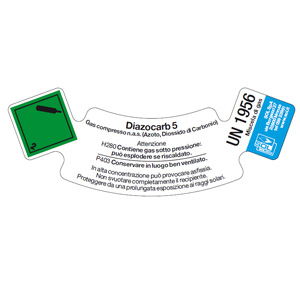 Diazocarb 5
Gas compresso n.a.s. (Azoto, Diossido di Carbonio)
Attenzione
H280 Contiene gas sotto pressione:
può esplodere se riscaldato.
P403 Conservare in luogo ben ventilato.
In alta concentrazione può provocare asfissia.
Non svuotare completamente il recipiente.
Proteggere da una prolungata esposizione ai raggi solari.
UN 1956
Miscela di gas
2